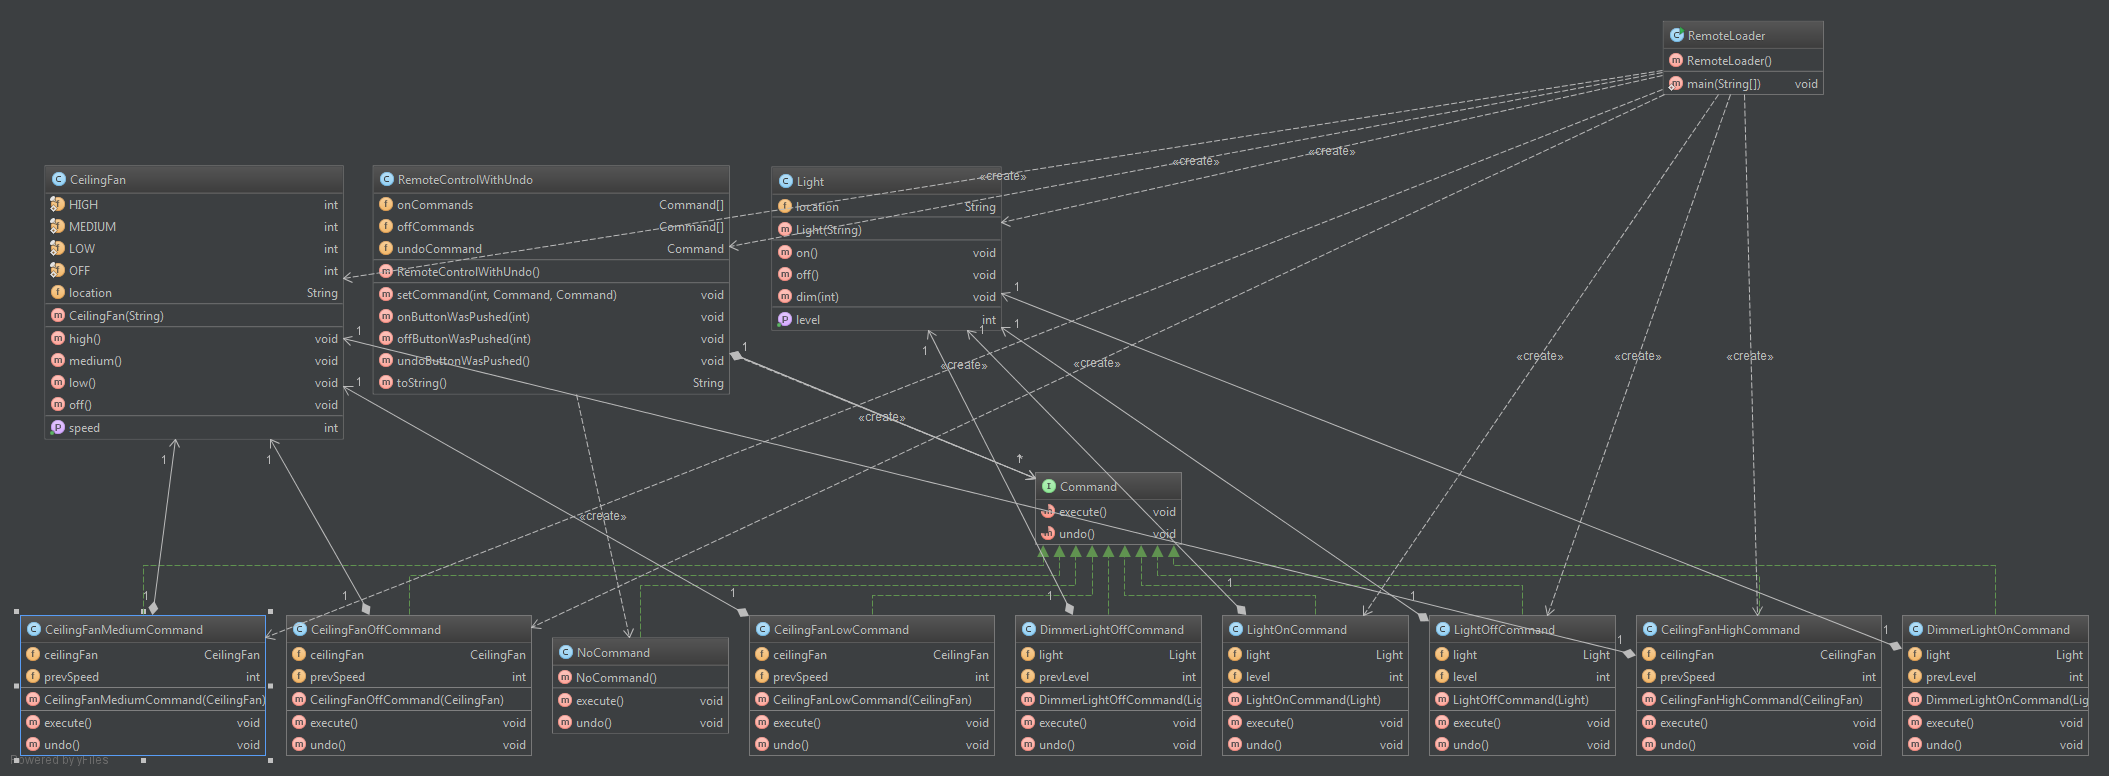 RemoteLoader
RemoteLoader()
main(String[]) void
«create»
«create»
«create»
CeilingFan
HIGH int
MEDIUM int
LOW int
OFF int
location String
CeilingFan(String)
high() void
medium() void
low() void
off() void
speed int
RemoteControlWithUndo
onCommands Command[]
offCommands Command[]
undoCommand Command
RemoteControlWithUndo()
setCommand(int, Command, Command) void
onButtonWasPushed(int) void
offButtonWasPushed(int) void
undoButtonWasPushed() void
toString() String
Light
location String
Light(String)
on() void
off() void
dim(int) void
level int
1
1
1
1
1
1
1
«create»
«create»
«create»
«create»
«create»
«create»
1
1
*
«create»
Command
execute() void
undo() void
1
1
1
1
1
1
1
1
CeilingFanMediumCommand
ceilingFan CeilingFan
prevSpeed int
CeilingFanMediumCommand(CeilingFan)
execute() void
undo() void
CeilingFanOffCommand
ceilingFan CeilingFan
prevSpeed int
CeilingFanOffCommand(CeilingFan)
execute() void
undo() void
NoCommand
NoCommand()
execute() void
undo() void
CeilingFanLowCommand
ceilingFan CeilingFan
prevSpeed int
CeilingFanLowCommand(CeilingFan)
execute() void
undo() void
DimmerLightOffCommand
light Light
prevLevel int
DimmerLightOffCommand(Lig
execute() void
undo() void
LightOnCommand
light Light
level int
LightOnCommand(Light)
execute() void
undo() void
LightOffCommand
light Light
level int
LightOffCommand(Light)
execute() void
undo() void
CeilingFanHighCommand
ceilingFan CeilingFan
prevSpeed int
CeilingFanHighCommand(CeilingFan)
execute() void
undo() void
DimmerLightOnCommand
light Light
prevLevel int
DimmerLightOnCommand(Lig
execute() void
undo() void
Powered by yFiles